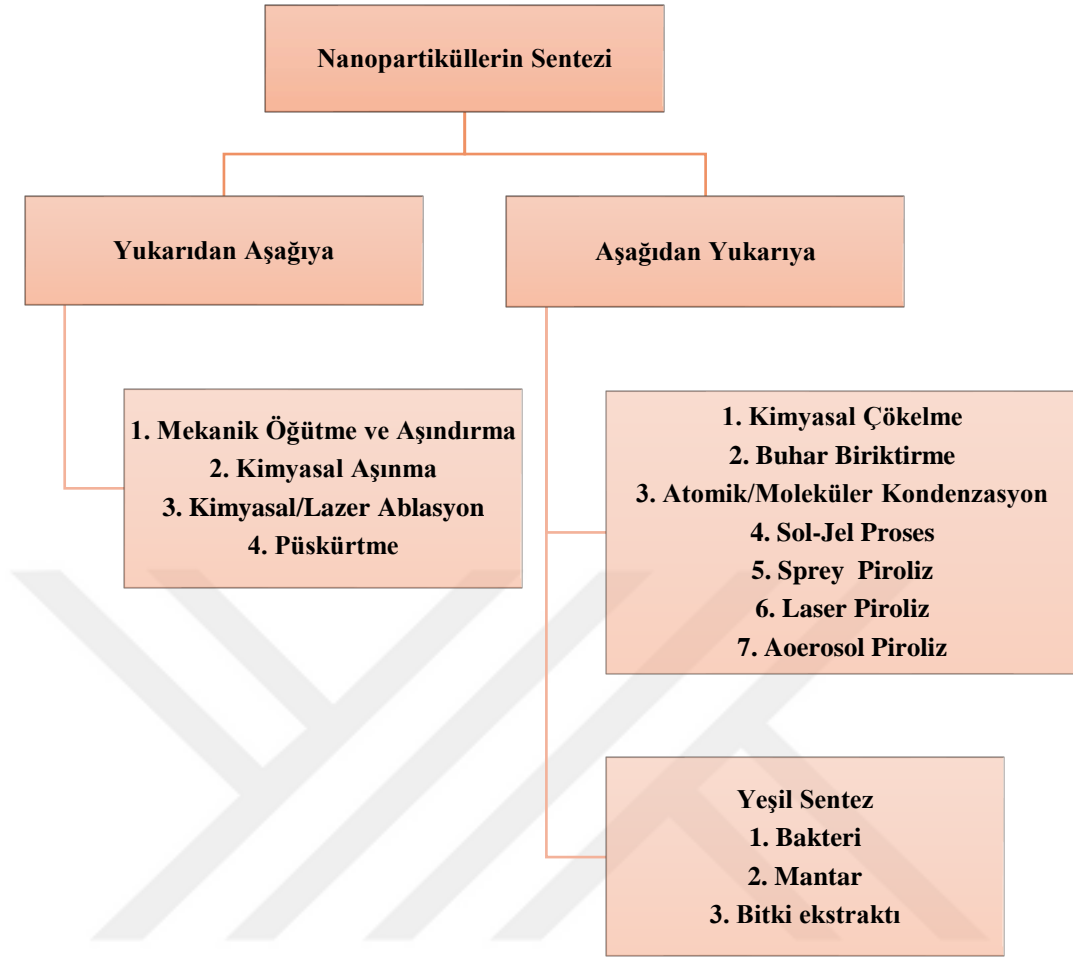 Nanopartiküllerin Sentezi
Yukarıdan Aşağıya
Aşağıdan Yukarıya
1. Mekanik Öğütme ve Aşındırma
2. Kimyasal Aşınma
3. Kimyasal/Lazer Ablasyon
4. Püskürtme
1. Kimyasal Çökelme
2. Buhar Biriktirme
3. Atomik/Moleküler Kondenzasyon
4. Sol-Jel Proses
5. Sprey Piroliz
6. Laser Piroliz
7. Aoerosol Piroliz
Yeşil Sentez
1. Bakteri
2. Mantar
3. Bitki ekstraktı